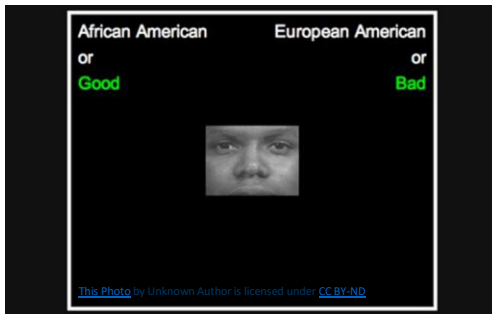 African American European American
or or
Good Bad
This Photo by Unknown Author is licensed under CC BY-ND